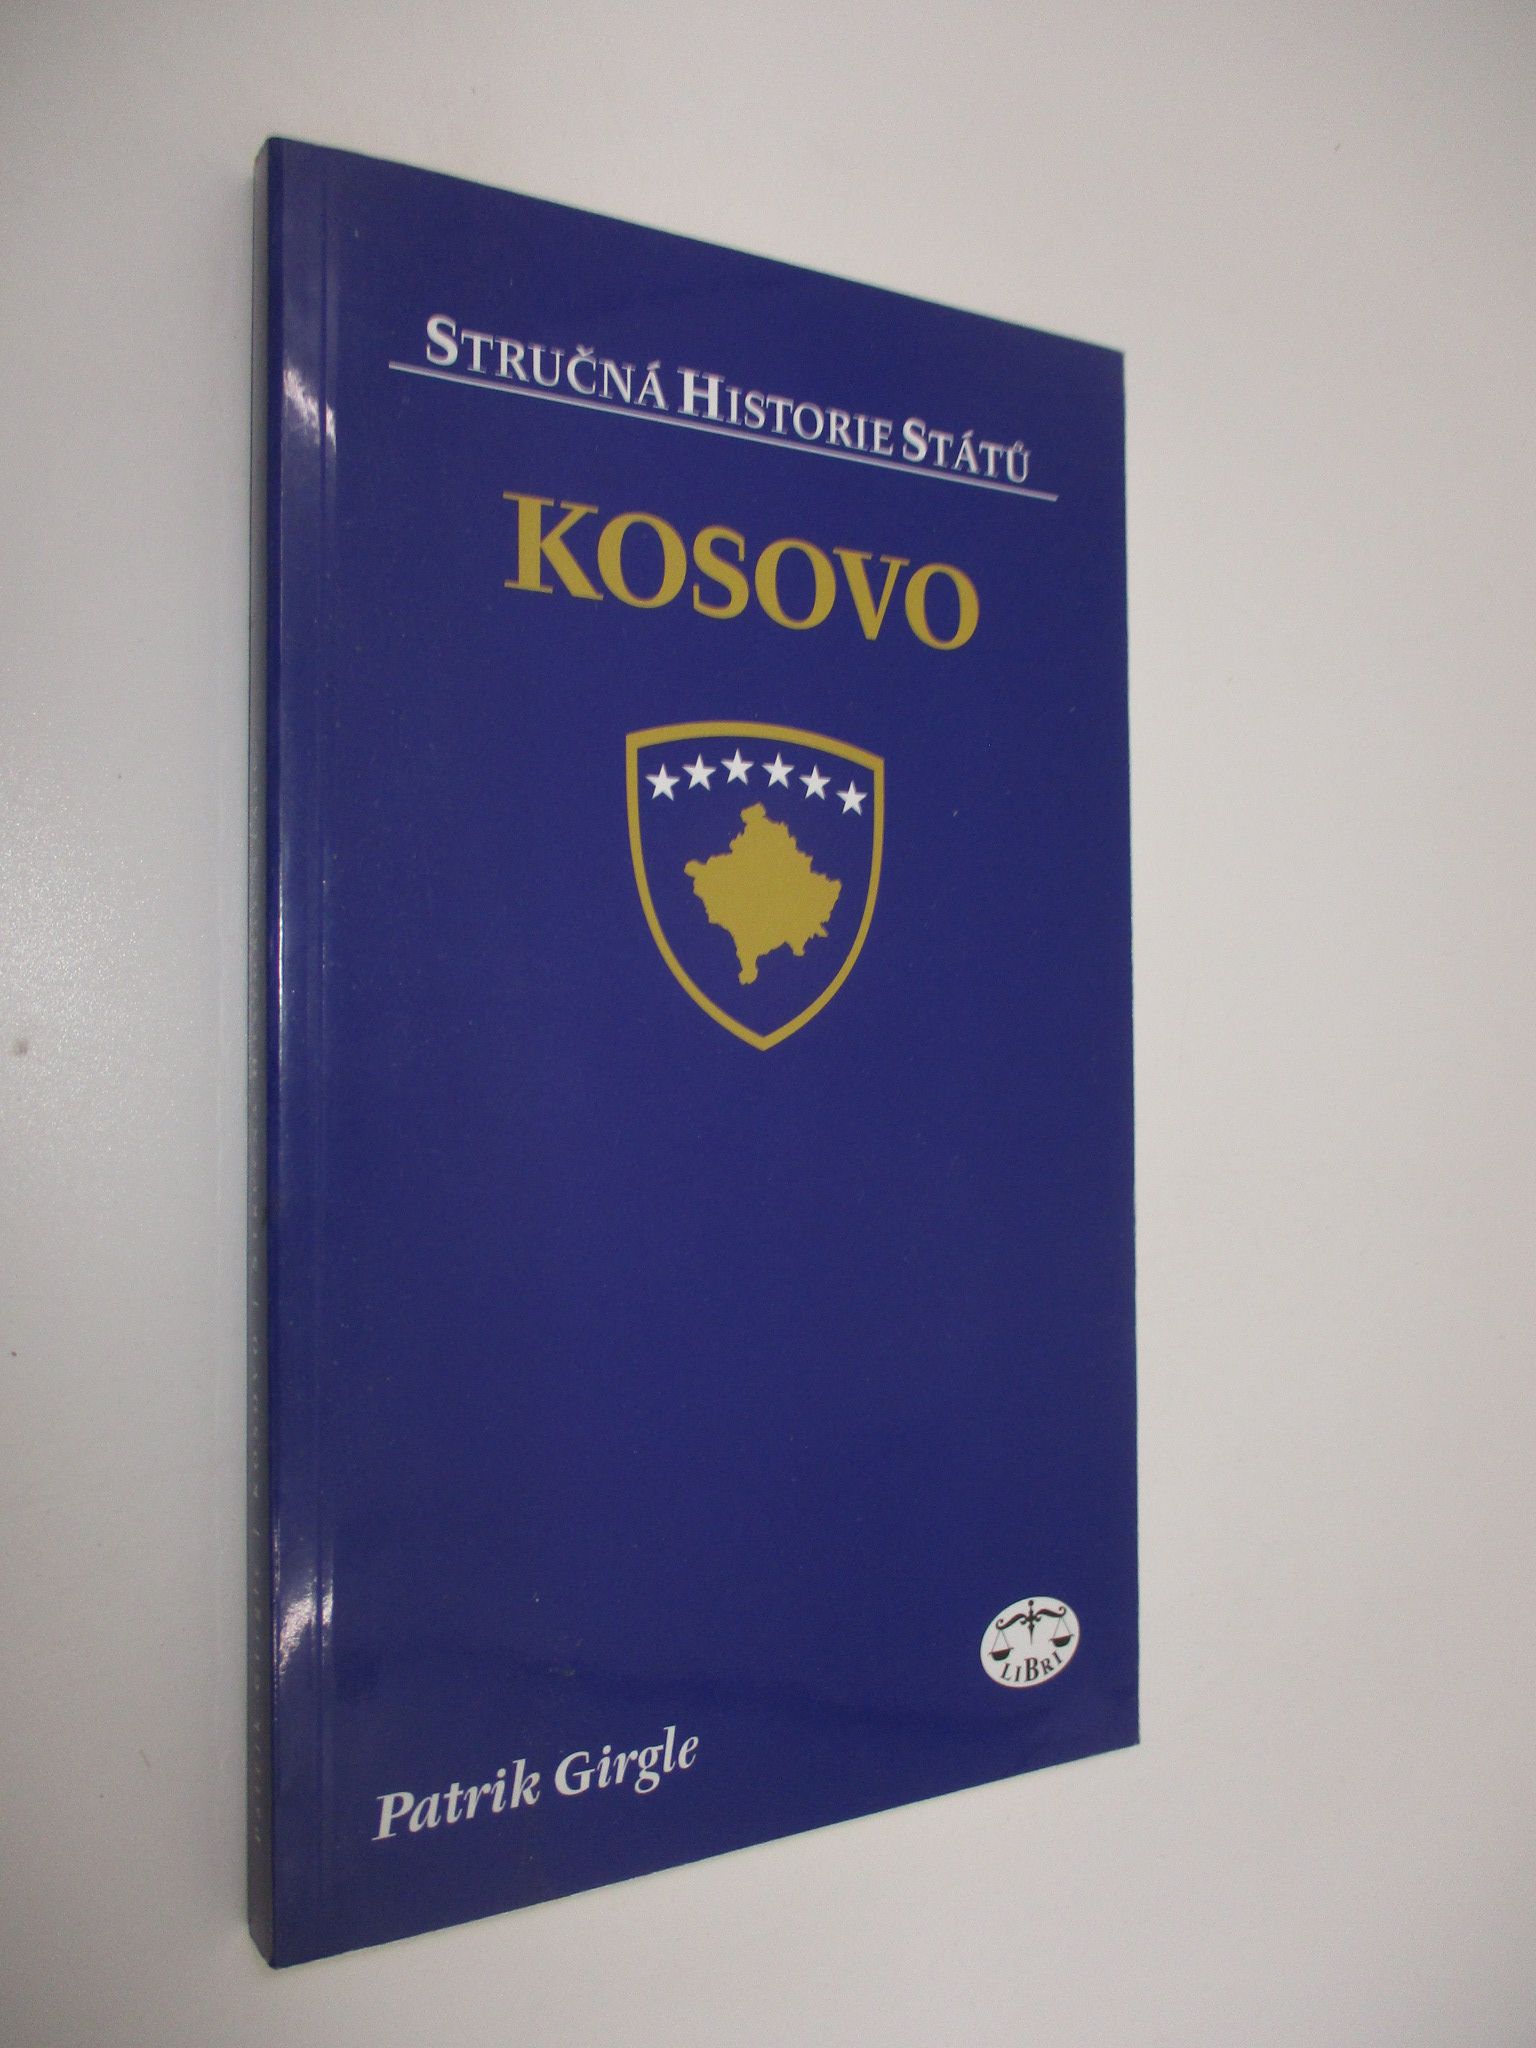 STRUČNÁ HISTORIE STÁTŮ
KOSOVO
LIBRI
Patrik Girgle